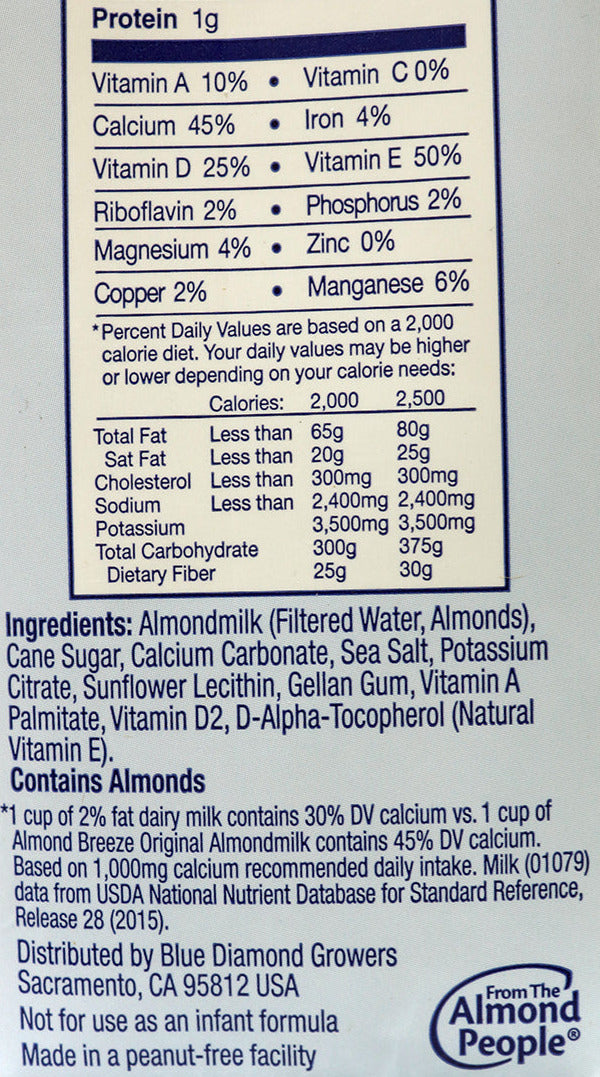 Protein 1g
Vitamin A 10% • Vitamin C 0%
Calcium 45% • Iron 4%
Vitamin D 25% • Vitamin E 50%
Riboflavin 2% • Phosphorus 2%
Magnesium 4% • Zinc 0%
Copper 2% • Manganese 6%
*Percent Daily Values are based on a 2,000
calorie diet. Your daily values may be higher
or lower depending on your calorie needs:
Calories: 2,000 2,500
Total Fat Less than 65g 80g
Sat Fat Less than 20g 25g
Cholesterol Less than 300mg 300mg
Sodium Less than 2,400mg 2,400mg
Potassium 3,500mg 3,500mg
Total Carbohydrate 300g 375g
Dietary Fiber 25g 30g
Ingredients: Almondmilk (Filtered Water, Almonds),
Cane Sugar, Calcium Carbonate, Sea Salt, Potassium
Citrate, Sunflower Lecithin, Gellan Gum, Vitamin A
Palmitate, Vitamin D2, D-Alpha-Tocopherol (Natural
Vitamin E).
Contains Almonds
*1 cup of 2% fat dairy milk contains 30% DV calcium vs. 1 cup of
Almond Breeze Original Almondmilk contains 45% DV calcium.
Based on 1,000mg calcium recommended daily intake. Milk (01079)
data from USDA National Nutrient Database for Standard Reference,
Release 28 (2015).
Distributed by Blue Diamond Growers
Sacramento, CA 95812 USA
Not for use as an infant formula
Made in a peanut-free facility
From The
Almond
People®